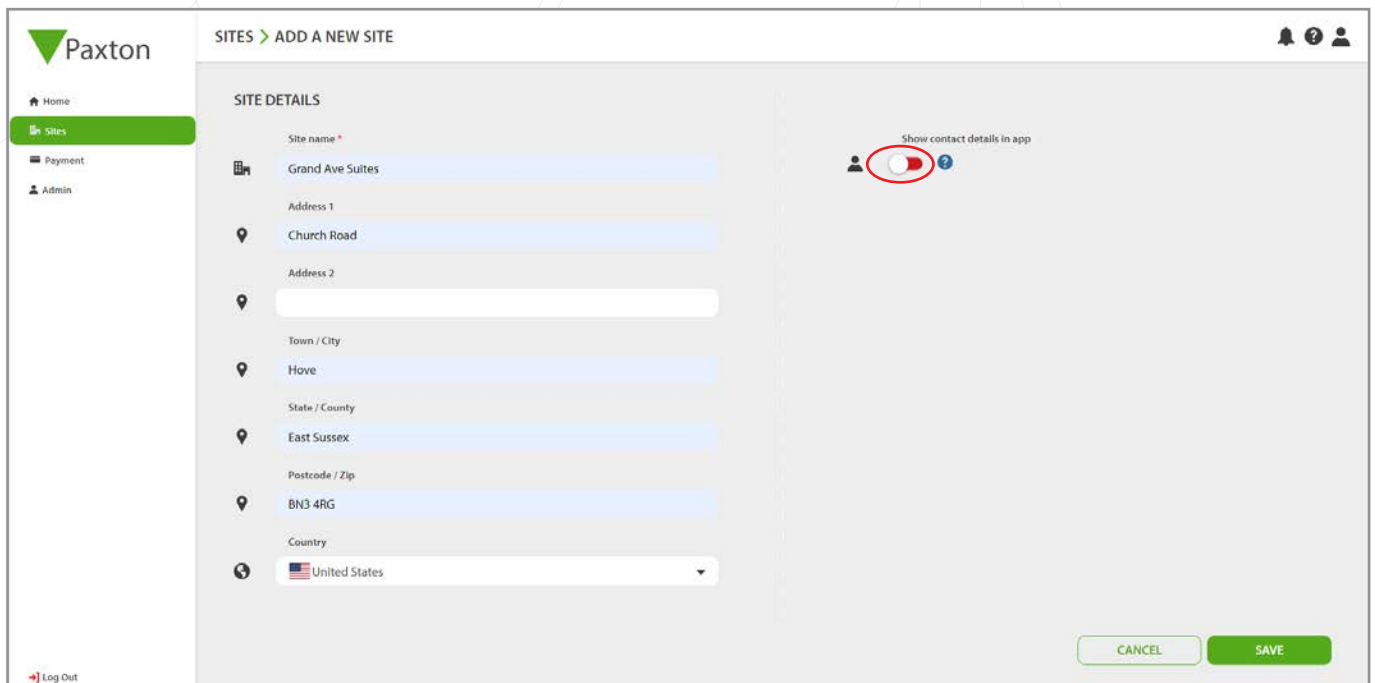 Paxton
SITES > ADD A NEW SITE
Home
Sites
Payment
Admin
Log Out
SITE DETAILS
Site name *
Grand Ave Suites
Address 1
Church Road
Address 2
Town / City
Hove
State / County
East Sussex
Postcode / Zip
BN3 4RG
Country
United States
Show contact details in app
?
CANCEL
SAVE